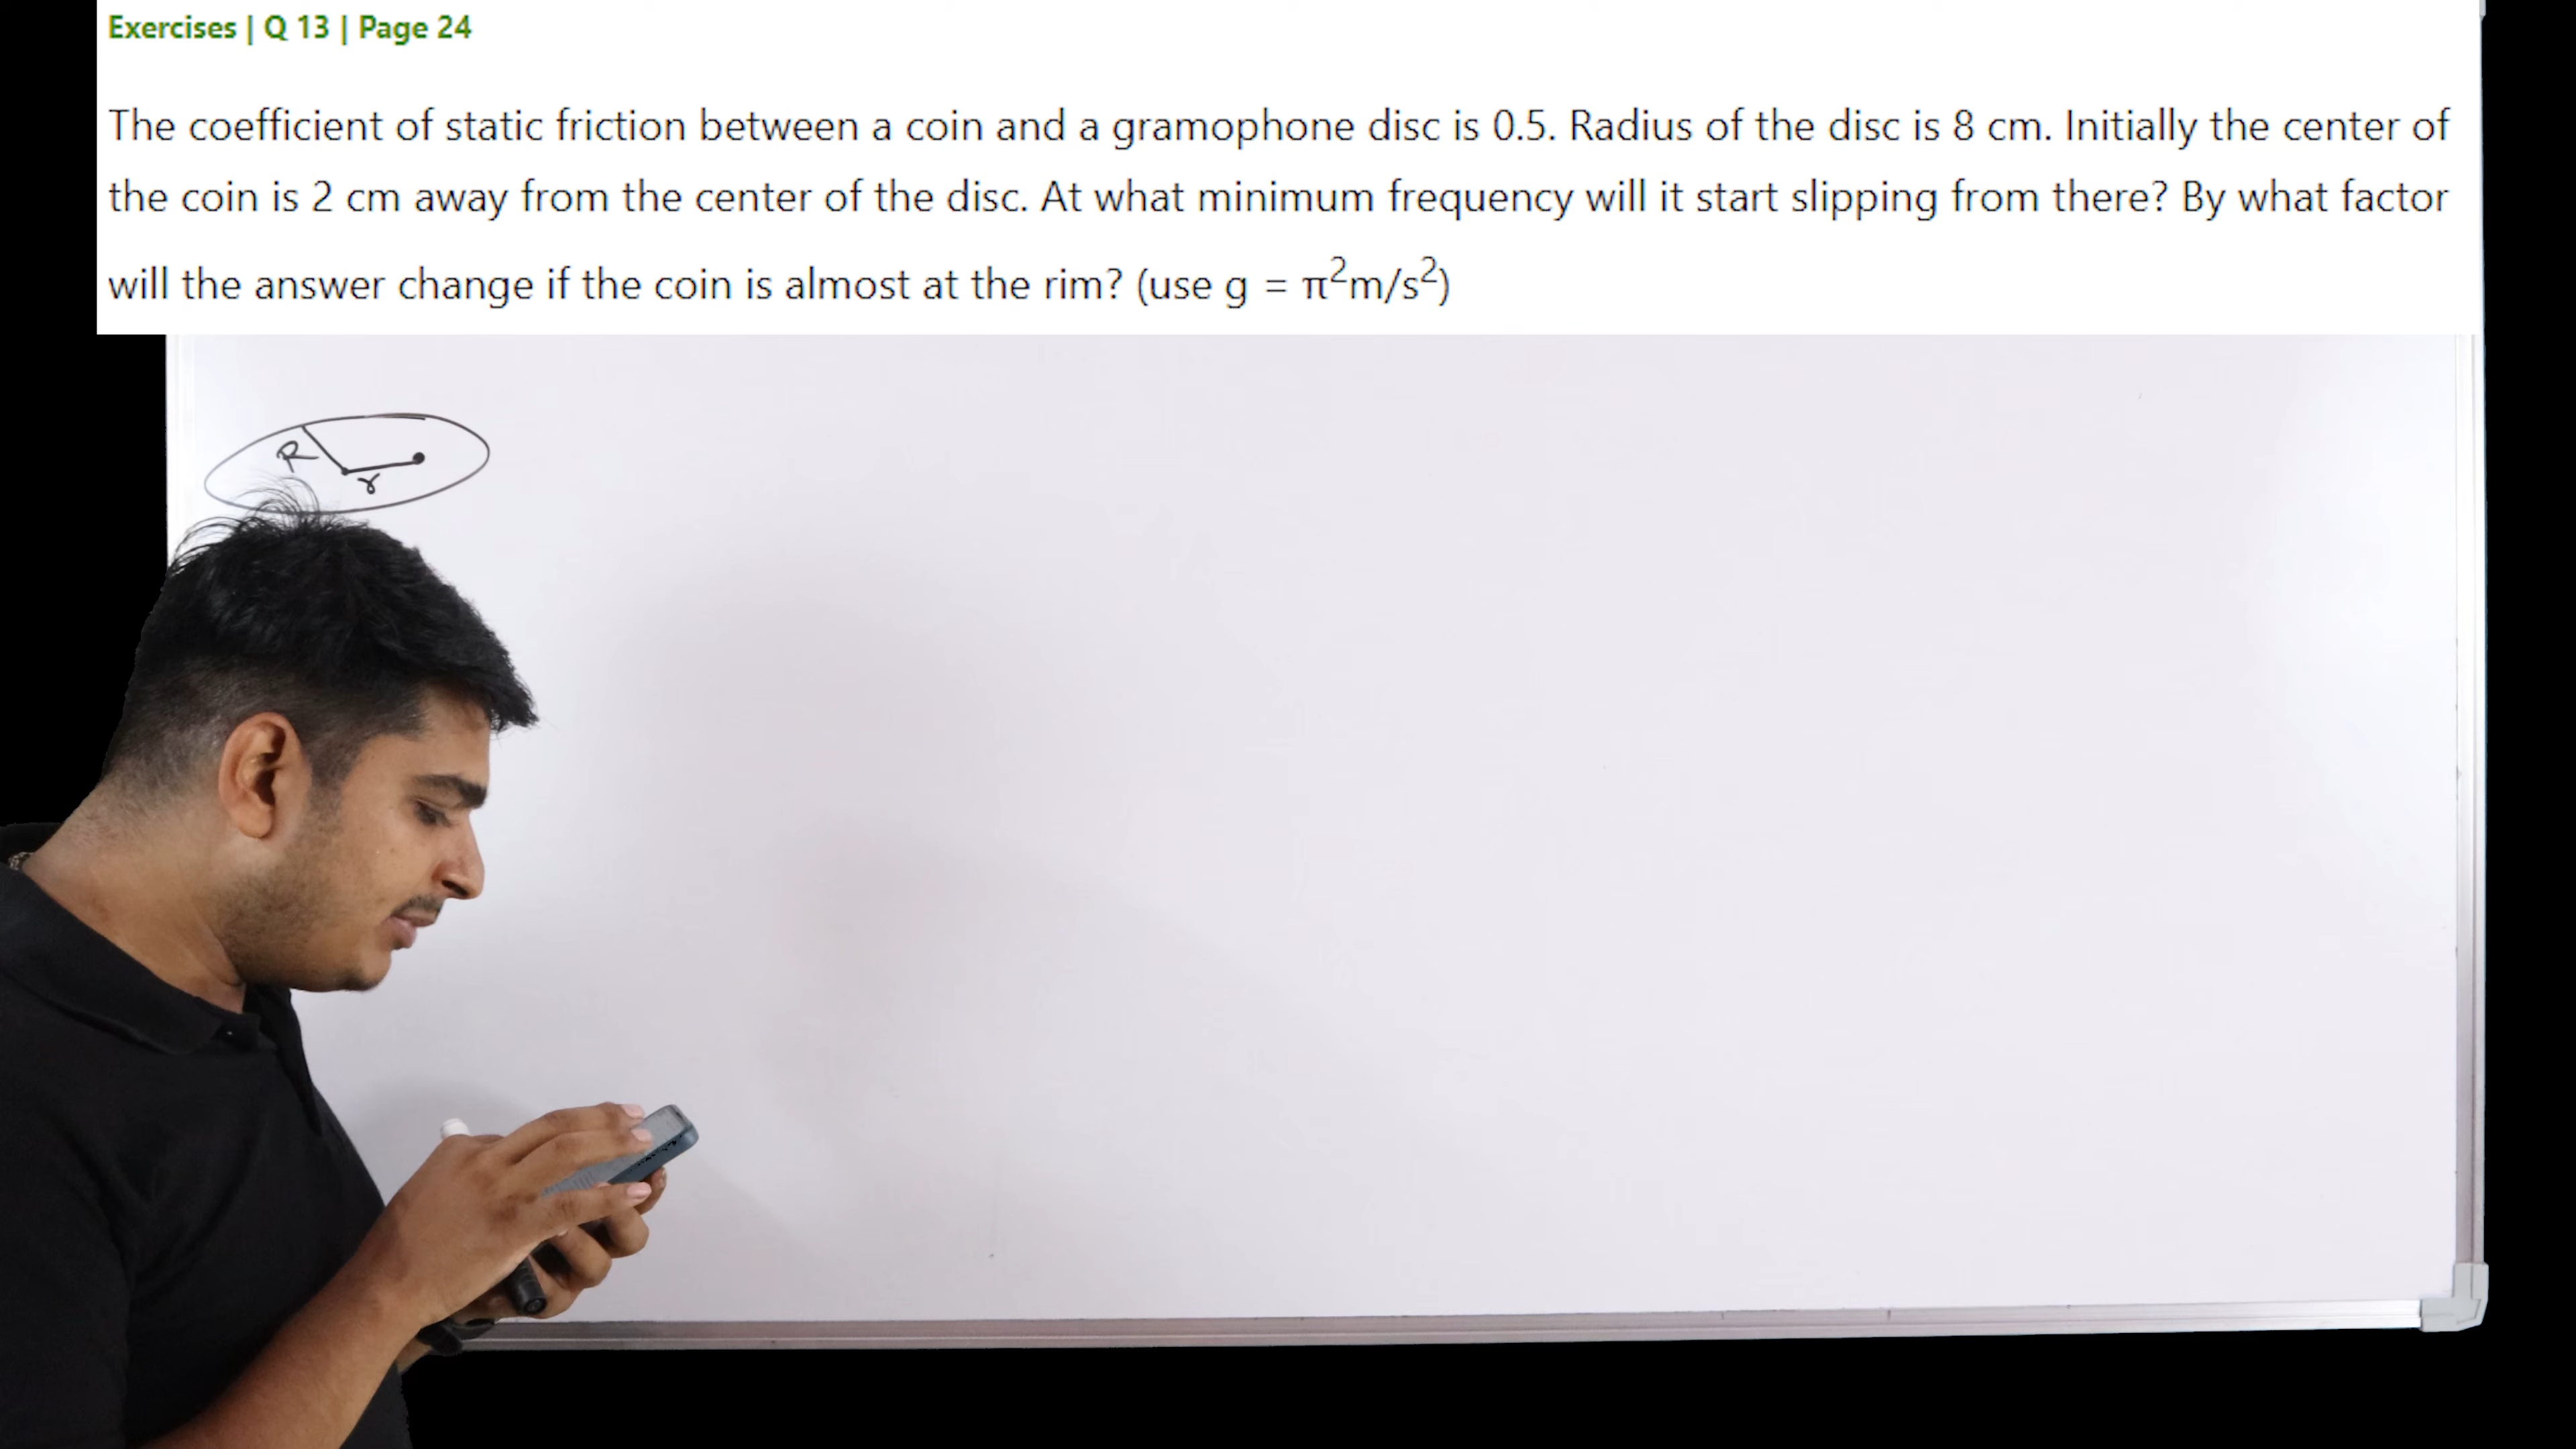 Exercises | Q 13 | Page 24
The coefficient of static friction between a coin and a gramophone disc is 0.5. Radius of the disc is 8 cm. Initially the center of
the coin is 2 cm away from the center of the disc. At what minimum frequency will it start slipping from there? By what factor
will the answer change if the coin is almost at the rim? (use g = π²m/s²)
R
r